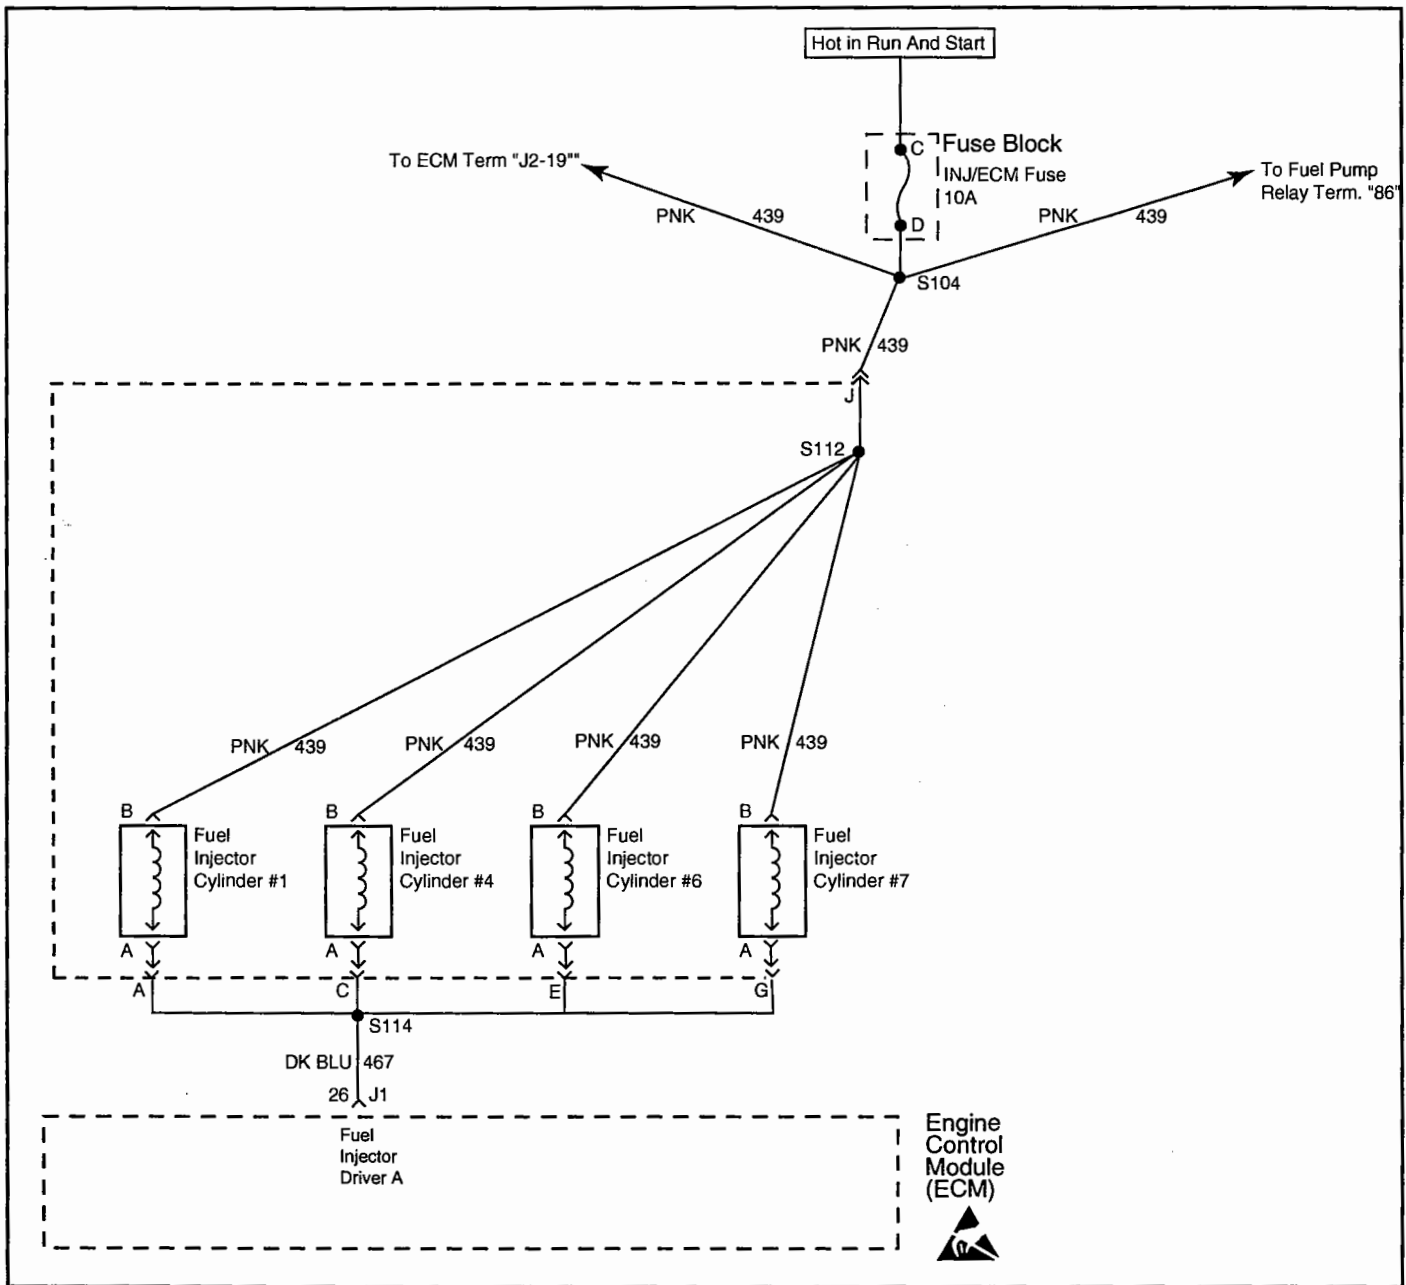 Hot in Run And Start
C
Fuse Block
INJ/ECM Fuse
10A
D
To ECM Term "J2-19""
PNK 439
To Fuel Pump
Relay Term. "86"
PNK 439
S104
PNK 439
J
S112
PNK 439
PNK 439
PNK 439
PNK 439
B
Fuel
Injector
Cylinder #1
A
B
Fuel
Injector
Cylinder #4
A
B
Fuel
Injector
Cylinder #6
A
B
Fuel
Injector
Cylinder #7
A
A
C
E
G
S114
DK BLU 467
26 J1
Fuel
Injector
Driver A
Engine
Control
Module
(ECM)